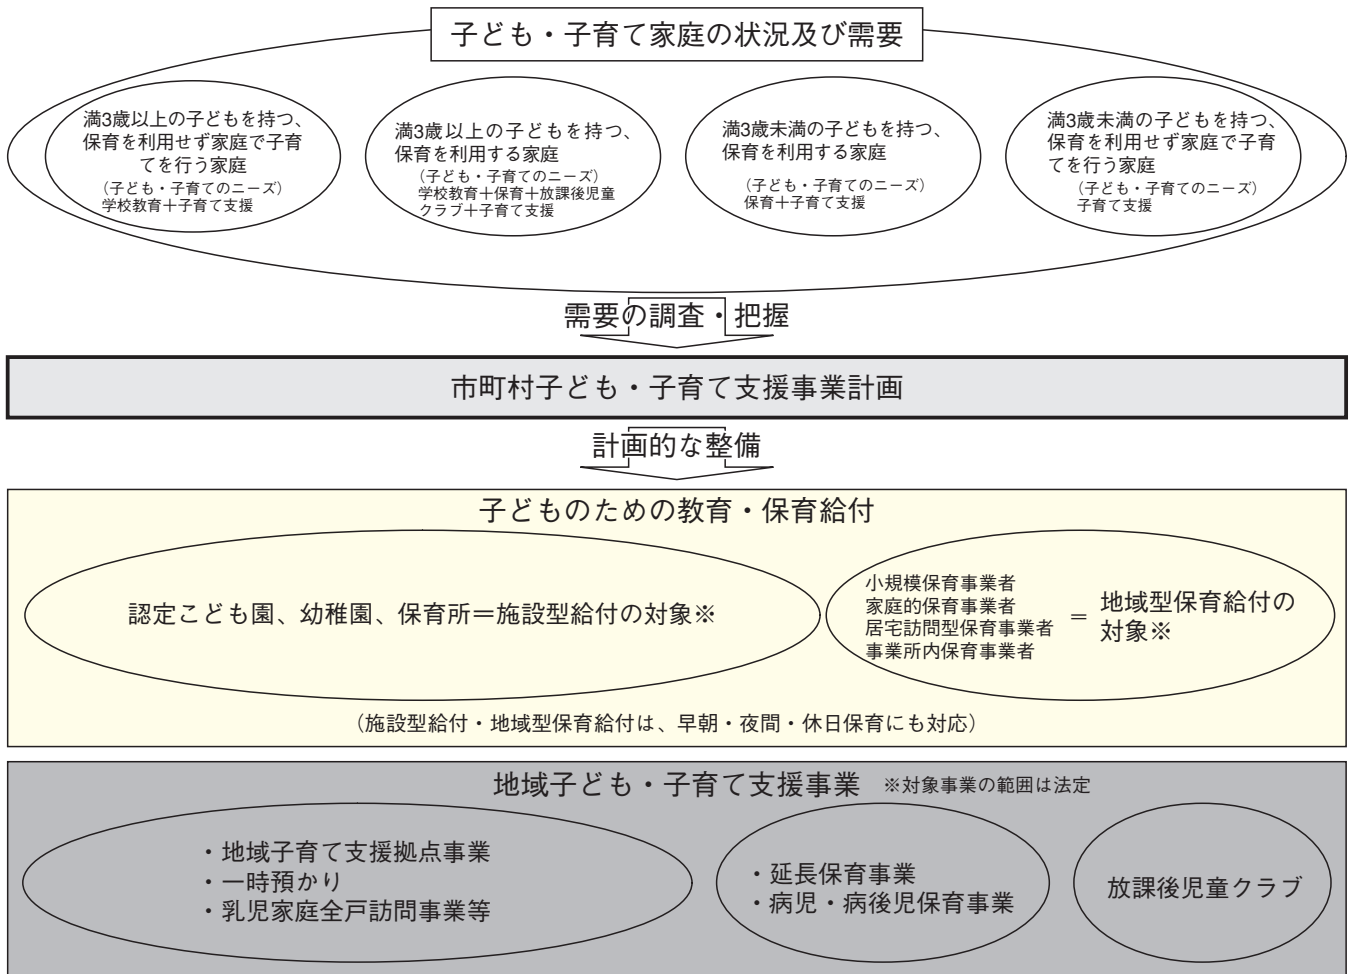 子ども・子育て家庭の状況及び需要
満3歳以上の子どもを持つ、
保育を利用せず家庭で子育
てを行う家庭
(子ども・子育てのニーズ)
学校教育＋子育て支援
満3歳以上の子どもを持つ、
保育を利用する家庭
(子ども・子育てのニーズ)
学校教育＋保育＋放課後児童
クラブ＋子育て支援
満3歳未満の子どもを持つ、
保育を利用する家庭
(子ども・子育てのニーズ)
保育＋子育て支援
満3歳未満の子どもを持つ、
保育を利用せず家庭で子育
てを行う家庭
(子ども・子育てのニーズ)
子育て支援
需要の調査・把握
市町村子ども・子育て支援事業計画
計画的な整備
子どものための教育・保育給付
認定こども園、幼稚園、保育所＝施設型給付の対象※
小規模保育事業者
家庭的保育事業者
居宅訪問型保育事業者
事業所内保育事業者
＝
地域型保育給付の
対象※
(施設型給付・地域型保育給付は、早朝・夜間・休日保育にも対応)
地域子ども・子育て支援事業 ※対象事業の範囲は法定
・地域子育て支援拠点事業
・一時預かり
・乳児家庭全戸訪問事業等
・延長保育事業
・病児・病後児保育事業
放課後児童クラブ